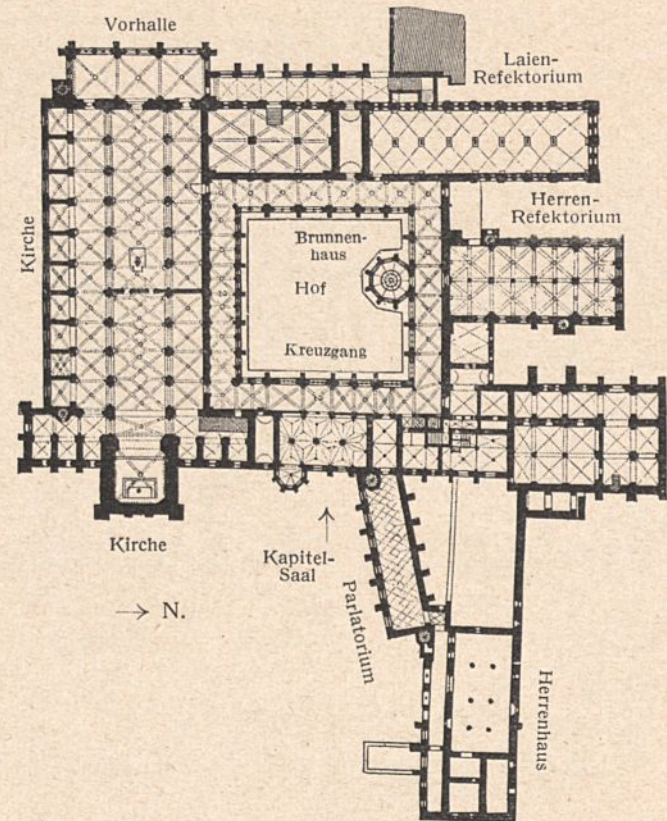 Vorhalle
Laien-
Refektorium
Kirche
Herren-
Refektorium
Brunnen-
haus
Hof
Kreuzgang
Kirche
Kapitel-
Saal
→ N.
Parlatorium
Herrenhaus